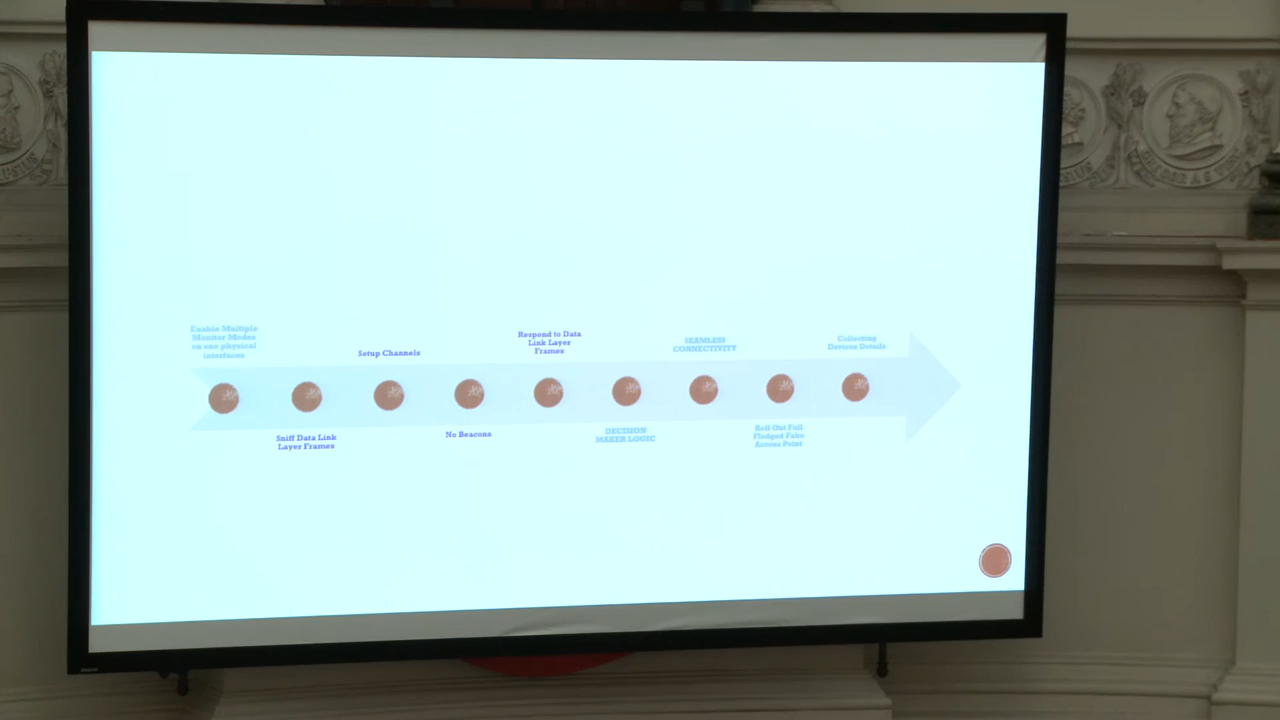 Enable Multiple
Monitor Modes
on one physical
interfaces
Sniff Data Link
Layer Frames
Setup Channels
No Beacons
Respond to Data
Link Layer
Frames
DECISION
MAKER LOGIC
SEAMLESS
CONNECTIVITY
Roll Out Full
Fledged Fake
Access Point
Collecting
Devices Details